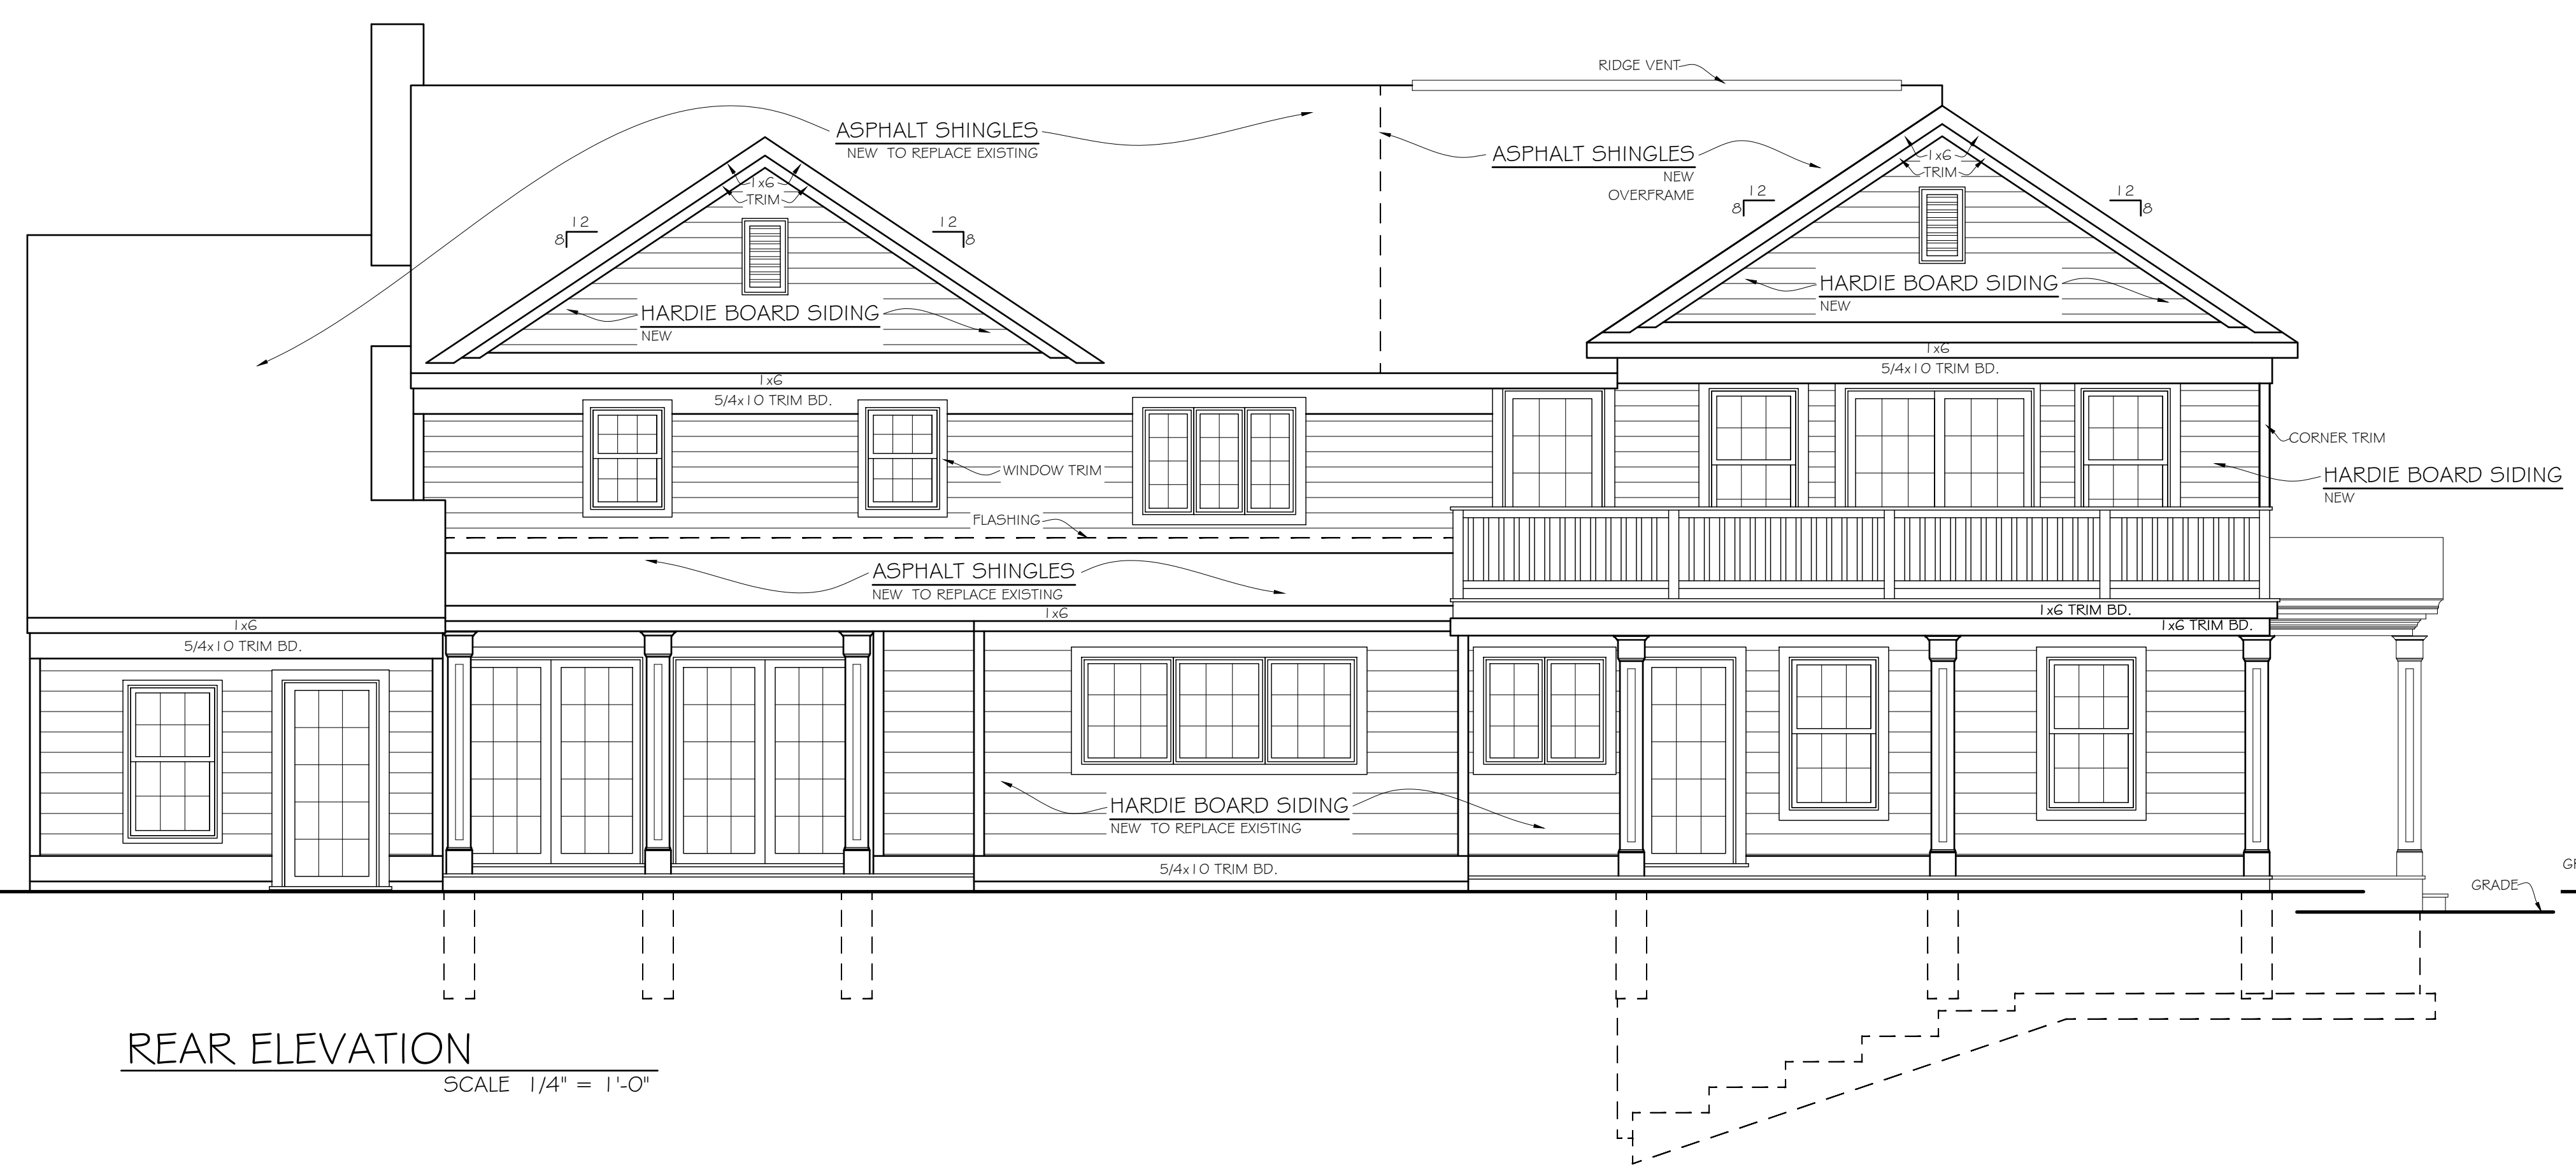 RIDGE VENT
ASPHALT SHINGLES
NEW TO REPLACE EXISTING
ASPHALT SHINGLES
NEW
OVERFRAME
1x6
TRIM
1x6
TRIM
12
8
12
8
12
8
12
8
HARDIE BOARD SIDING
NEW
HARDIE BOARD SIDING
NEW
1x6
5/4x10 TRIM BD.
1x6
5/4x10 TRIM BD.
CORNER TRIM
WINDOW TRIM
HARDIE BOARD SIDING
NEW
FLASHING
ASPHALT SHINGLES
NEW TO REPLACE EXISTING
1x6
1x6 TRIM BD.
1x6 TRIM BD.
1x6
5/4x10 TRIM BD.
HARDIE BOARD SIDING
NEW TO REPLACE EXISTING
5/4x10 TRIM BD.
GRADE
REAR ELEVATION
SCALE 1/4" = 1'-0"